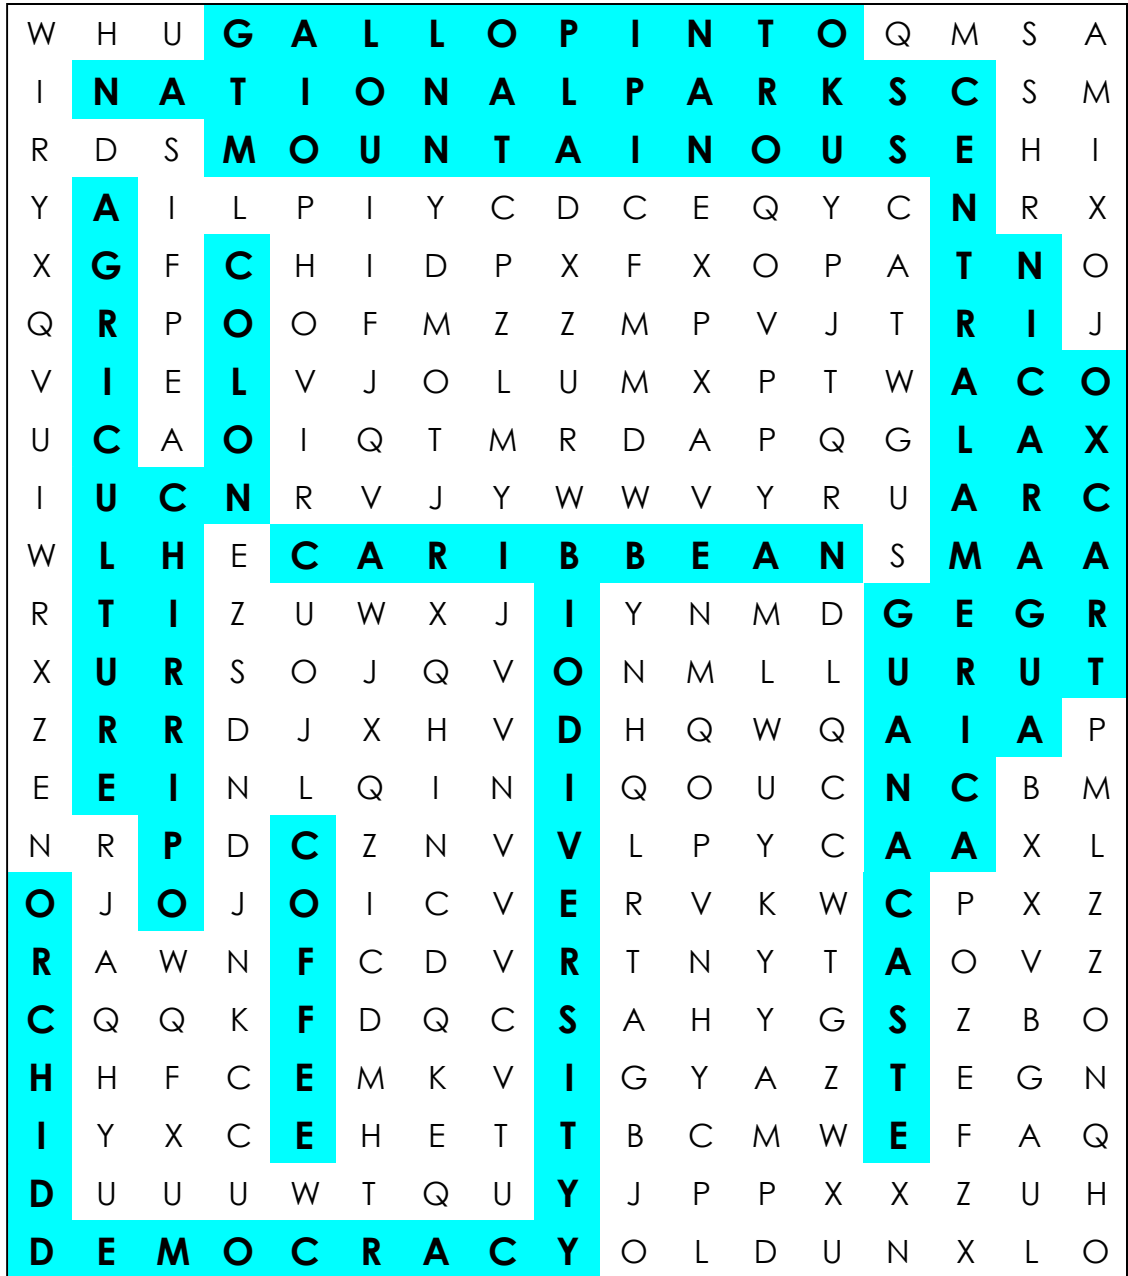 W H U G A L L O P I N T O Q M S A
I N A T I O N A L P A R K S C S M
R D S M O U N T A I N O U S E H I
Y A I L P I Y C D C E Q Y C N R X
X G F C H I D P X F X O P A T N O
Q R P O O F M Z Z M P V J T R I J
V I E L V J O L U M X P T W A C O
U C A O I Q T M R D A P Q G L A X
I U C N R V J Y W W V Y R U A R C
W L H E C A R I B B E A N S M A A
R T I Z U W X J I Y N M D G E G R
X U R S O J Q V O N M L L U R U T
Z R R D J X H V D H Q W Q A I A P
E E I N L Q I N I Q O U C N C B M
N R P D C Z N V V L P Y C A A X L
O J O J O I C V E R V K W C P X Z
R A W N F C D V R T N Y T A O V Z
C Q Q K F D Q C S A H Y G S Z B O
H H F C E M K V I G Y A Z T E G N
I Y X C E H E T T B C M W E F A Q
D U U U W T Q U Y J P P X X Z U H
D E M O C R A C Y O L D U N X L O